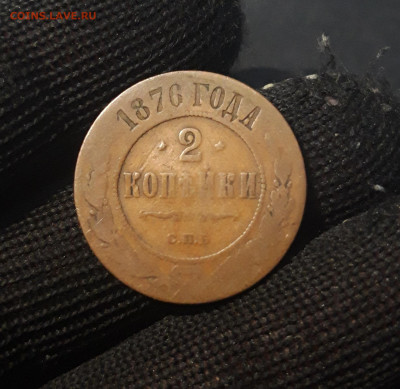 COINS.LAVE.RU
1876 ГОДА
2
КОПѢЙКИ
С.П.Б